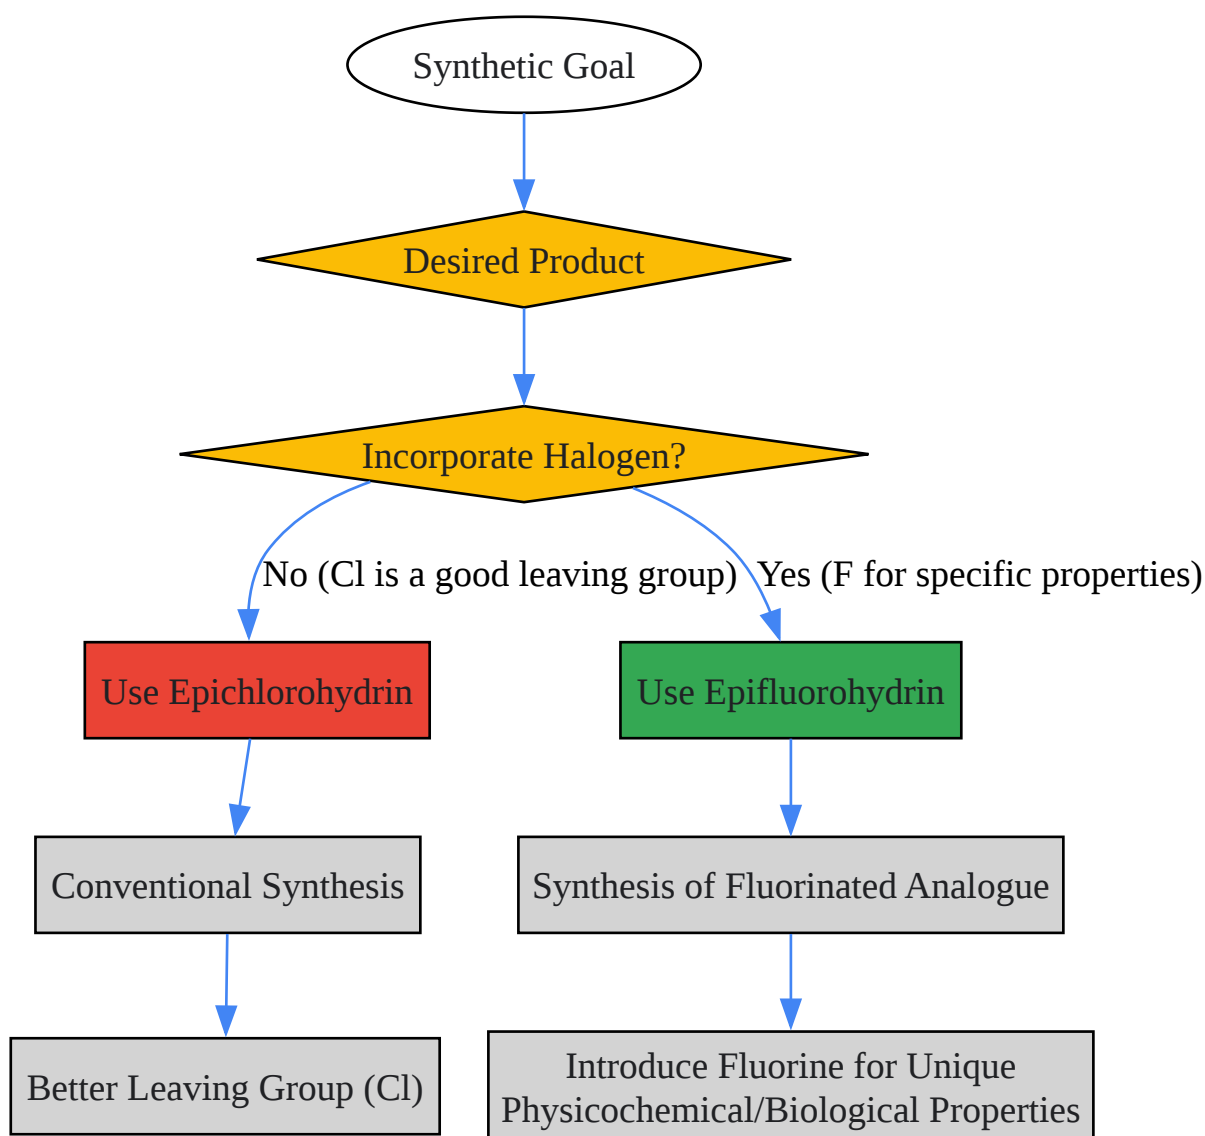 Synthetic Goal
Desired Product
Incorporate Halogen?
No (Cl is a good leaving group)
Yes (F for specific properties)
Use Epichlorohydrin
Use Epifluorohydrin
Conventional Synthesis
Synthesis of Fluorinated Analogue
Better Leaving Group (Cl)
Introduce Fluorine for Unique
Physicochemical/Biological Properties